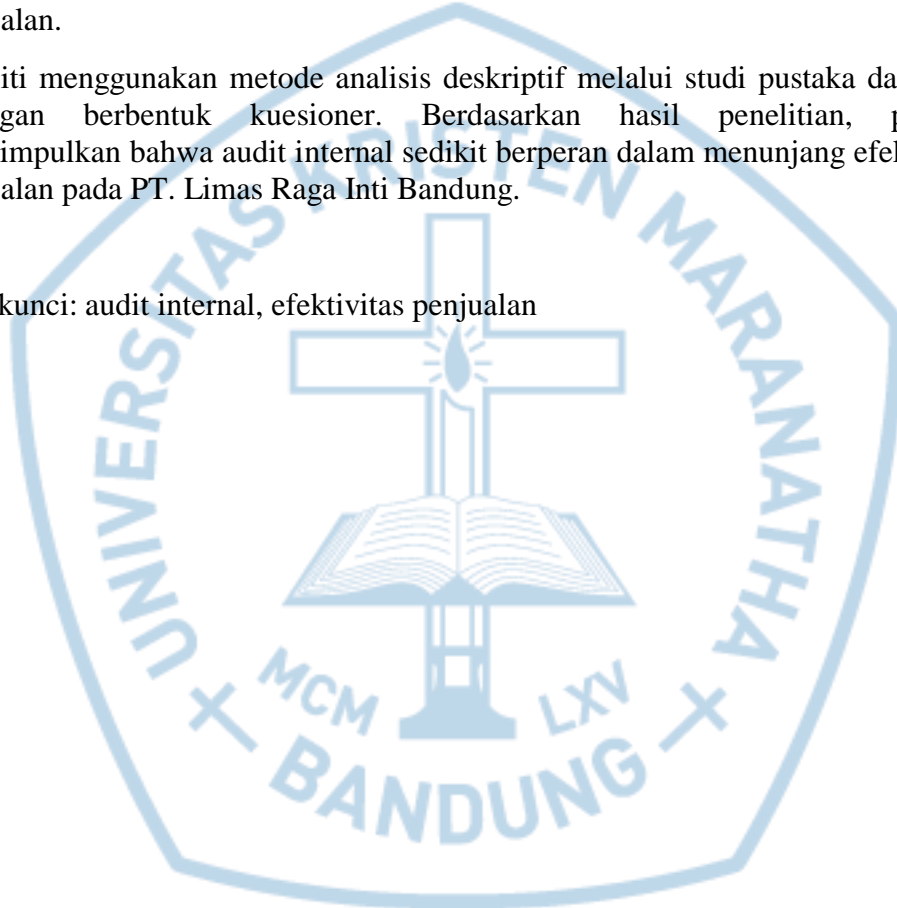 alan.
iti menggunakan metode analisis deskriptif melalui studi pustaka da
gan berbentuk kuesioner. Berdasarkan hasil penelitian, p
impulkan bahwa audit internal sedikit berperan dalam menunjang efel
alan pada PT. Limas Raga Inti Bandung.
kunci: audit internal, efektivitas penjualan
UNIVERSITAS KRISTEN MARANATHA
MCM LXV
BANDUNG